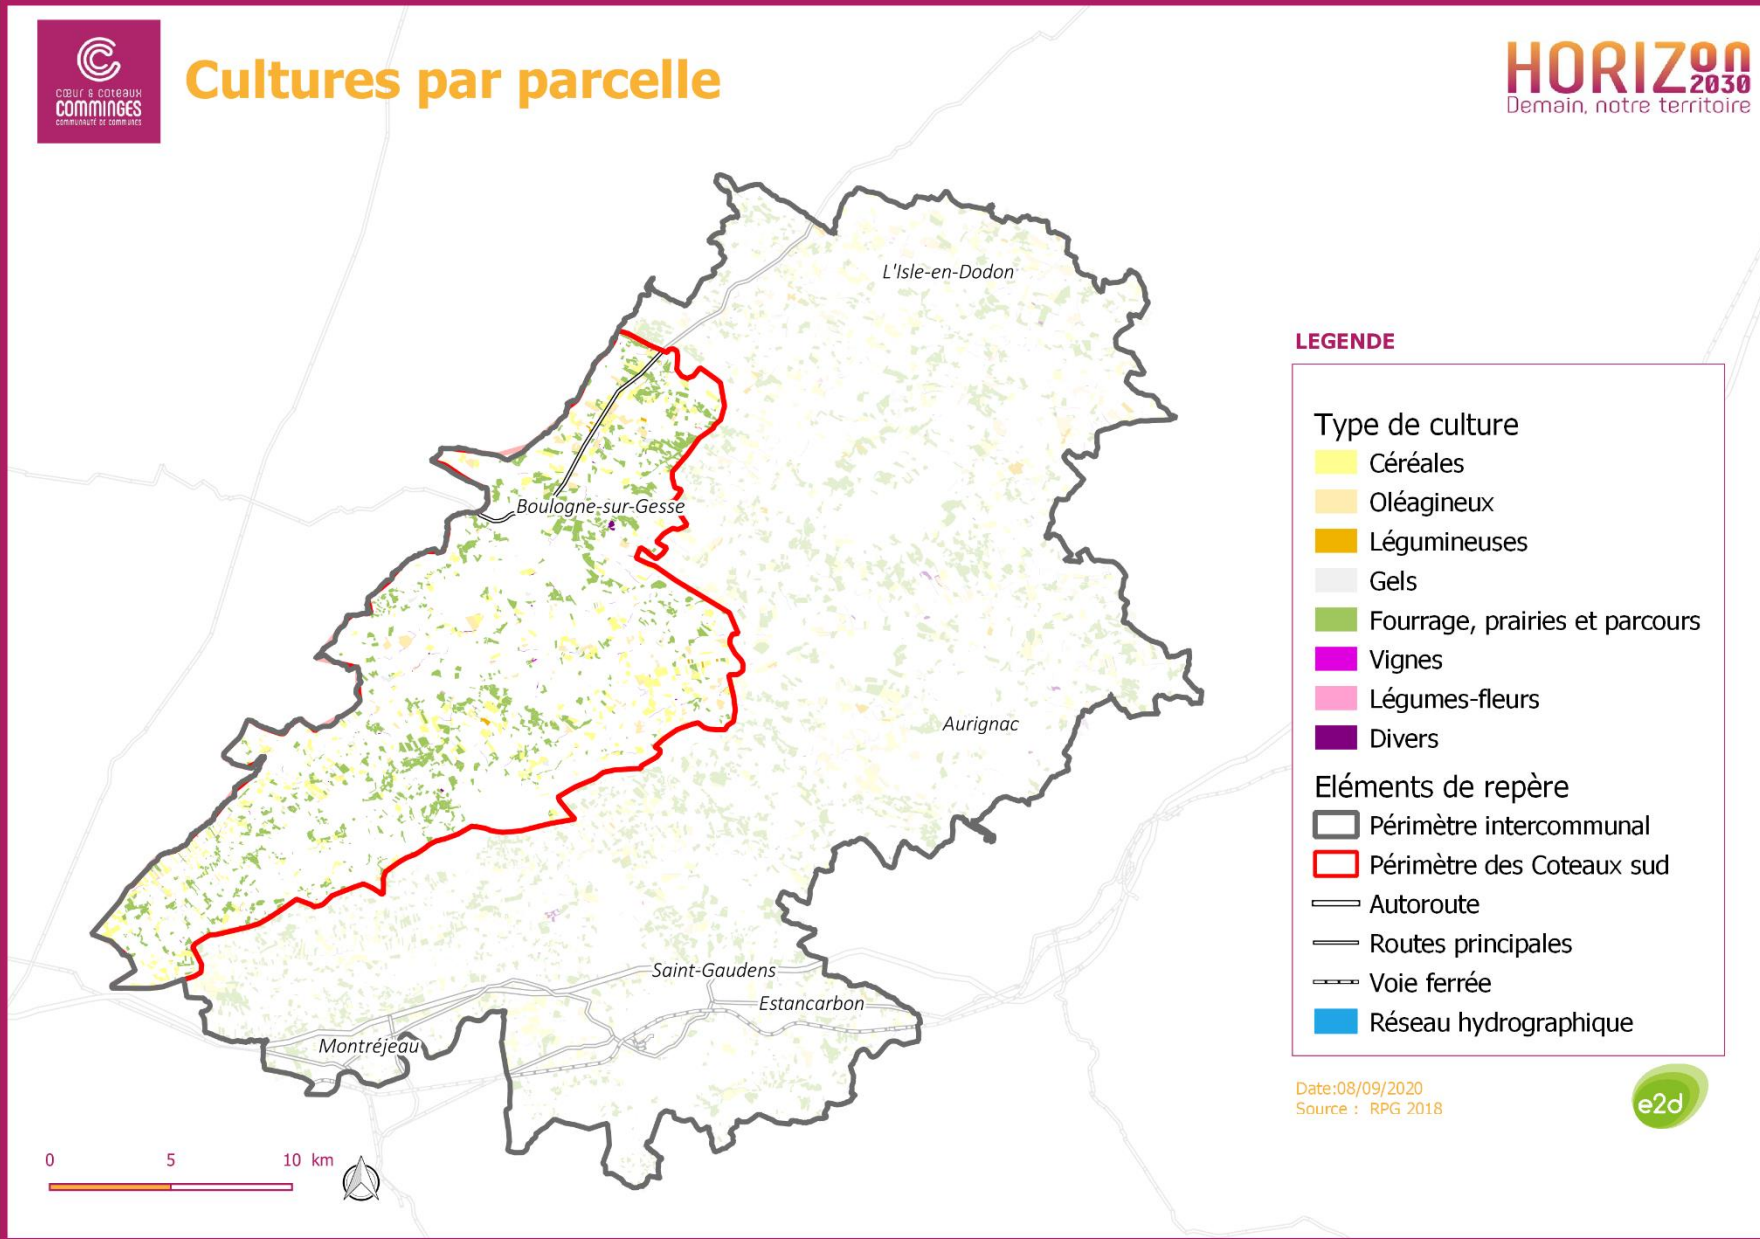 cœur & coteaux
COMMINGES
COMMUNAUTÉ DE COMMUNES
Cultures par parcelle
HORIZON
2030
Demain, notre territoire
L'Isle-en-Dodon
Boulogne-sur-Gesse
Aurignac
Saint-Gaudens
Estancarbon
Montréjeau
LEGENDE
Type de culture
Céréales
Oléagineux
Légumineuses
Gels
Fourrage, prairies et parcours
Vignes
Légumes-fleurs
Divers
Eléments de repère
Périmètre intercommunal
Périmètre des Coteaux sud
Autoroute
Routes principales
Voie ferrée
Réseau hydrographique
Date:08/09/2020
Source : RPG 2018
e2d
0 5 10 km